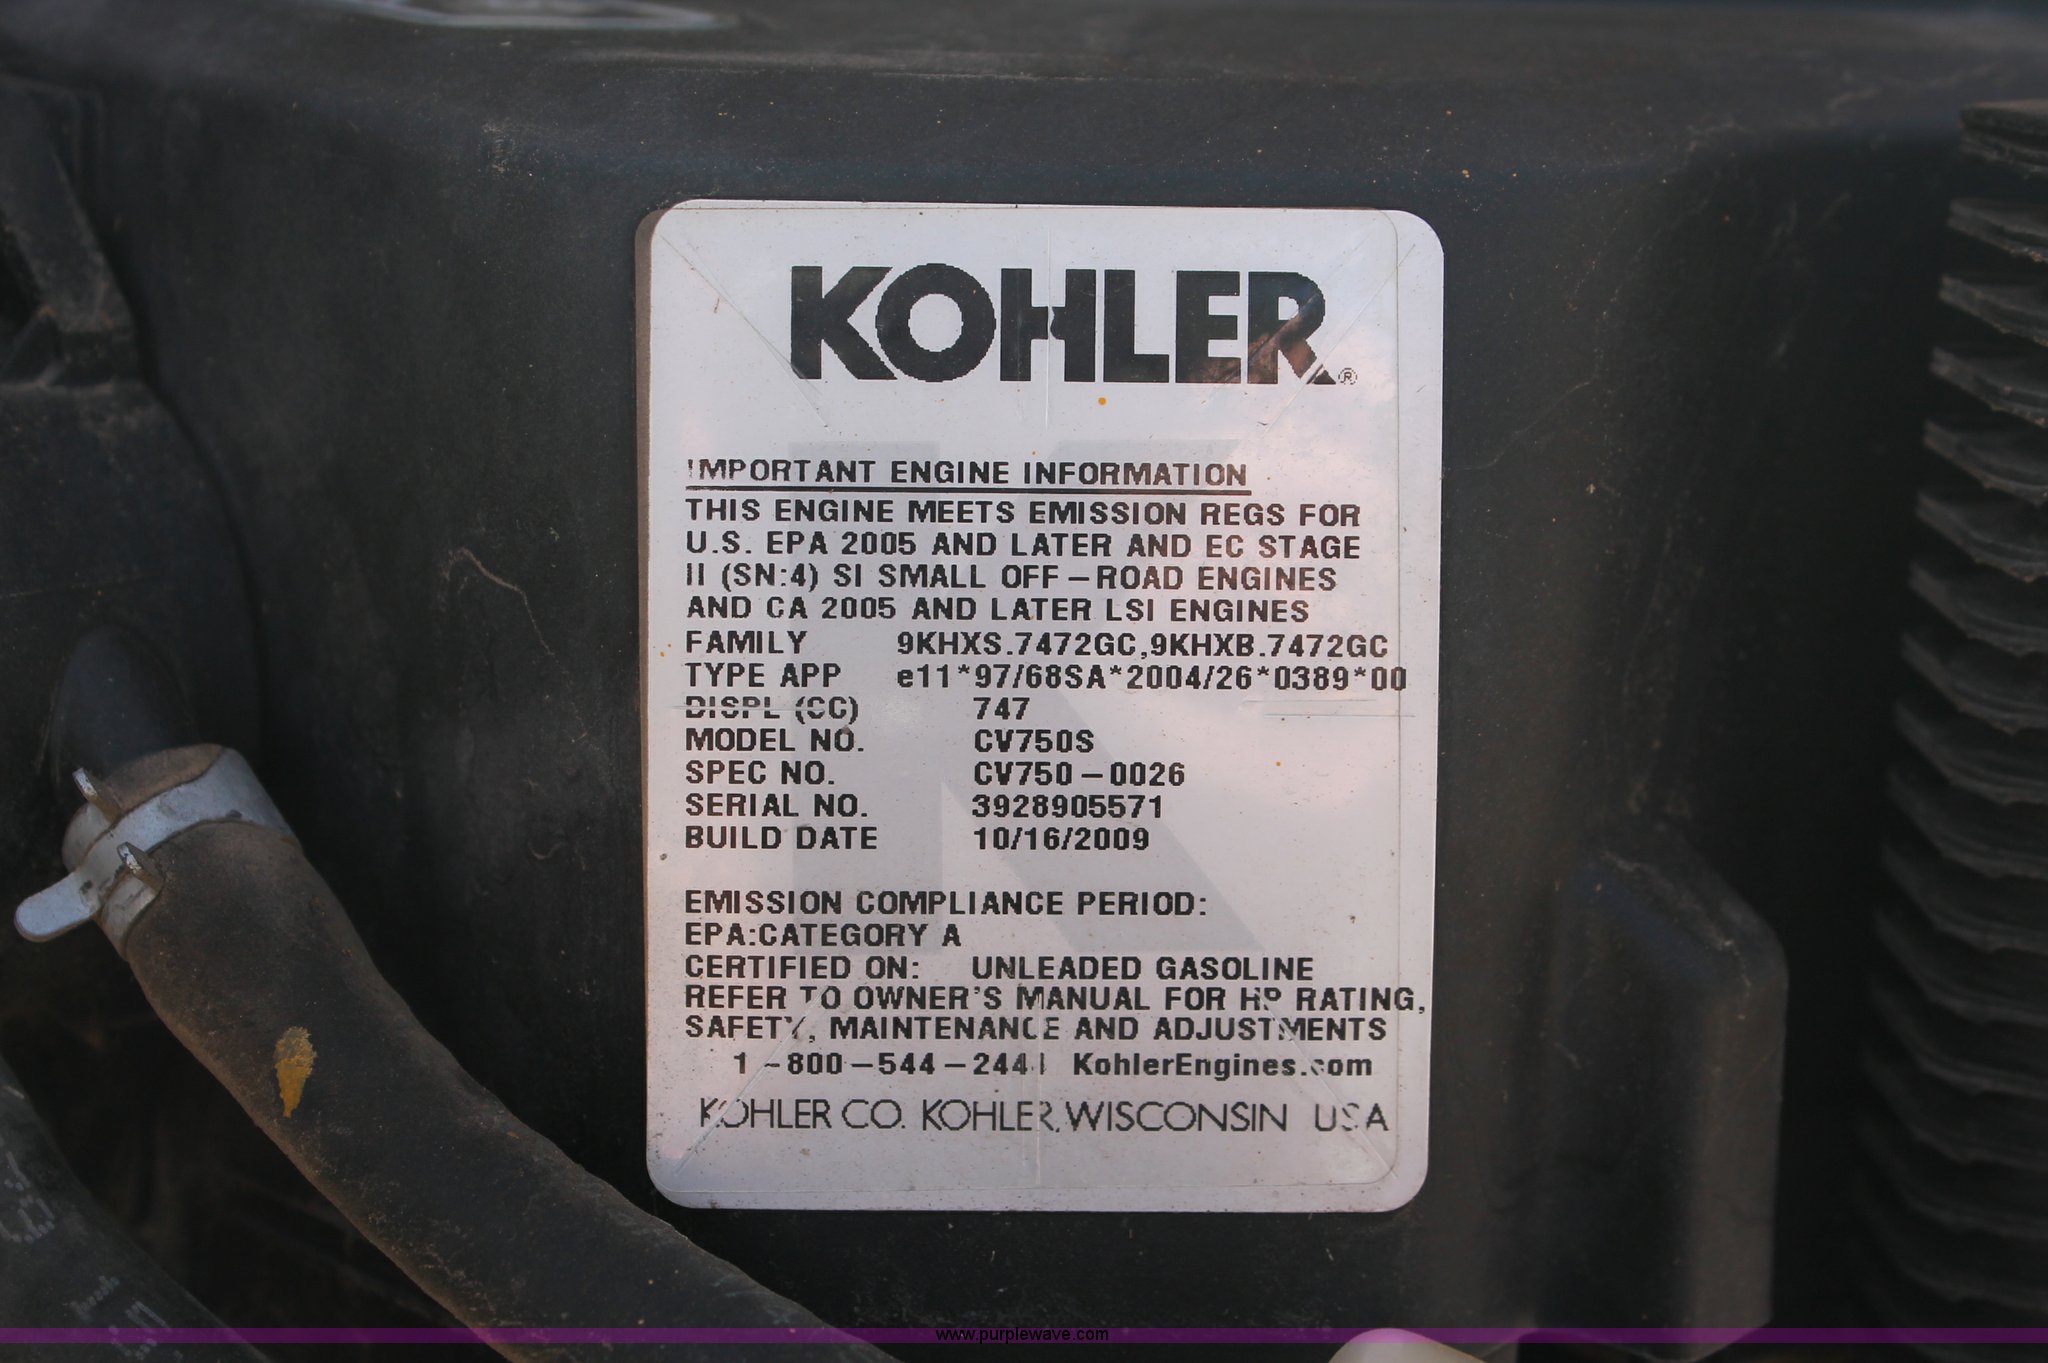 KOHLER®
IMPORTANT ENGINE INFORMATION
THIS ENGINE MEETS EMISSION REGS FOR
U.S. EPA 2005 AND LATER AND EC STAGE
II (SN:4) SI SMALL OFF-ROAD ENGINES
AND CA 2005 AND LATER LSI ENGINES
FAMILY 9KHXS.7472GC,9KHXB.7472GC
TYPE APP e11*97/68SA*2004/26*0389*00
DISPL (CC) 747
MODEL NO. CV750S
SPEC NO. CV750-0026
SERIAL NO. 3928905571
BUILD DATE 10/16/2009
EMISSION COMPLIANCE PERIOD:
EPA:CATEGORY A
CERTIFIED ON: UNLEADED GASOLINE
REFER TO OWNER'S MANUAL FOR HP RATING,
SAFETY, MAINTENANCE AND ADJUSTMENTS
1-800-544-2444 KohlerEngines.com
KOHLER CO. KOHLER, WISCONSIN USA
www.purplewave.com